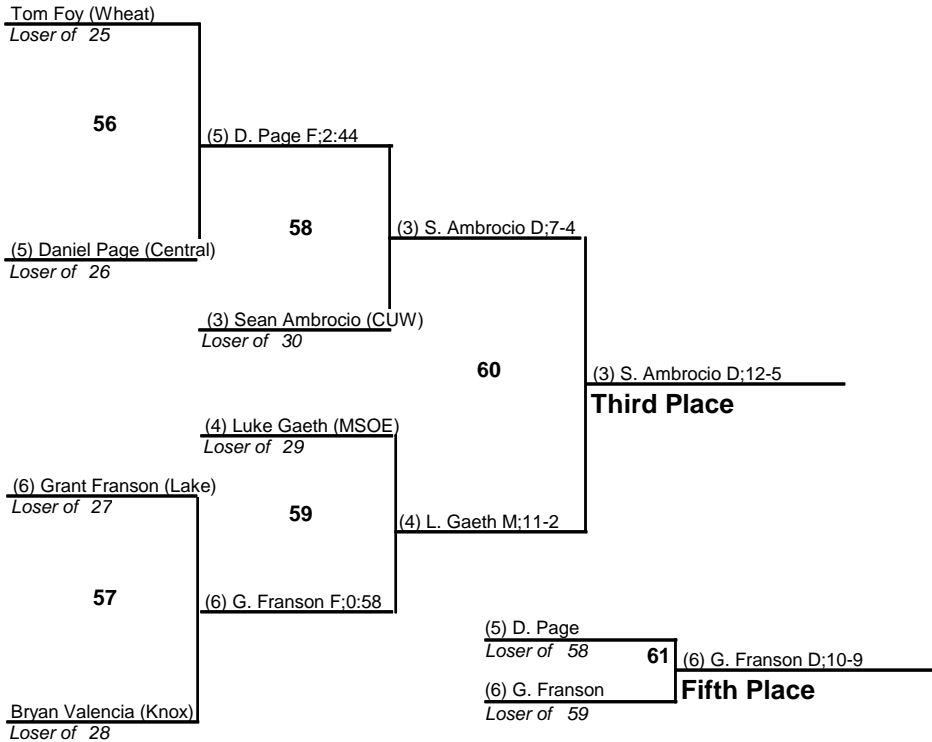 Tom Foy (Wheat)
Loser of 25
56
(5) D. Page F;2:44
58
(3) S. Ambrocio D;7-4
(5) Daniel Page (Central)
Loser of 26
(3) Sean Ambrocio (CUW)
Loser of 30
60
(3) S. Ambrocio D;12-5
Third Place
(4) Luke Gaeth (MSOE)
Loser of 29
(6) Grant Franson (Lake)
Loser of 27
59
(4) L. Gaeth M;11-2
57
(6) G. Franson F;0:58
(5) D. Page
Loser of 58
61
(6) G. Franson D;10-9
Fifth Place
(6) G. Franson
Loser of 59
Bryan Valencia (Knox)
Loser of 28